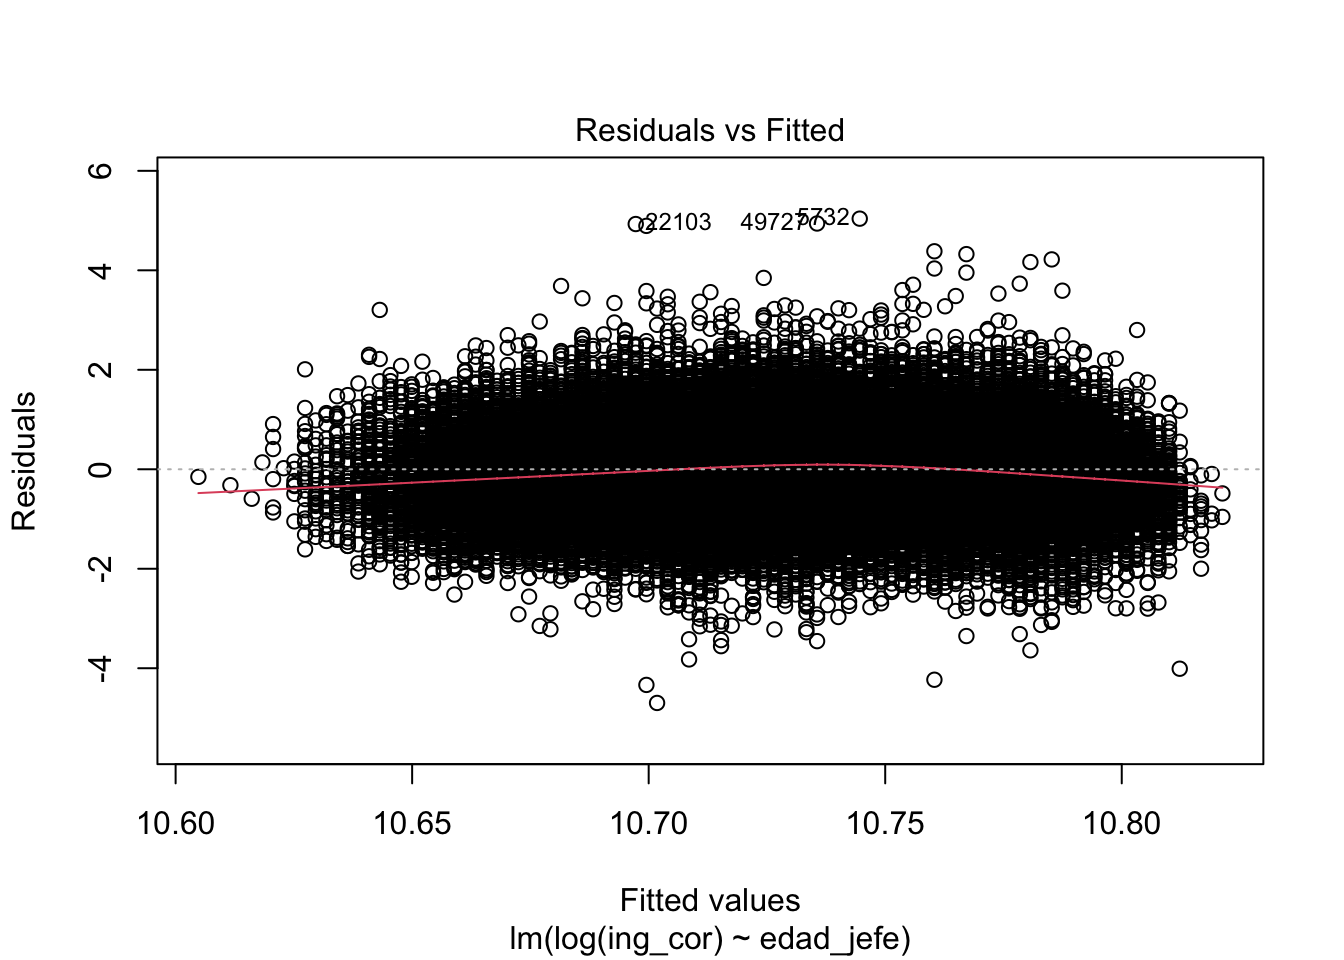 Residuals vs Fitted
6
4
2
0
-2
-4
Residuals
22103
49727
5732
10.60 10.65 10.70 10.75 10.80
Fitted values
lm(log(ing_cor) ~ edad_jefe)